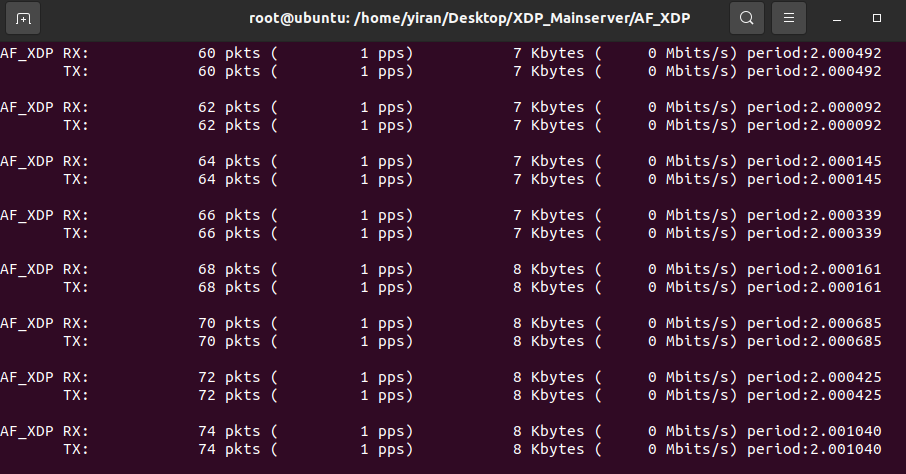 root@ubuntu: /home/yiran/Desktop/XDP_Mainserver/AF_XDP
AF_XDP RX:            60 pkts (         1 pps)           7 Kbytes (     0 Mbits/s) period:2.000492
       TX:            60 pkts (         1 pps)           7 Kbytes (     0 Mbits/s) period:2.000492
AF_XDP RX:            62 pkts (         1 pps)           7 Kbytes (     0 Mbits/s) period:2.000092
       TX:            62 pkts (         1 pps)           7 Kbytes (     0 Mbits/s) period:2.000092
AF_XDP RX:            64 pkts (         1 pps)           7 Kbytes (     0 Mbits/s) period:2.000145
       TX:            64 pkts (         1 pps)           7 Kbytes (     0 Mbits/s) period:2.000145
AF_XDP RX:            66 pkts (         1 pps)           7 Kbytes (     0 Mbits/s) period:2.000339
       TX:            66 pkts (         1 pps)           7 Kbytes (     0 Mbits/s) period:2.000339
AF_XDP RX:            68 pkts (         1 pps)           8 Kbytes (     0 Mbits/s) period:2.000161
       TX:            68 pkts (         1 pps)           8 Kbytes (     0 Mbits/s) period:2.000161
AF_XDP RX:            70 pkts (         1 pps)           8 Kbytes (     0 Mbits/s) period:2.000685
       TX:            70 pkts (         1 pps)           8 Kbytes (     0 Mbits/s) period:2.000685
AF_XDP RX:            72 pkts (         1 pps)           8 Kbytes (     0 Mbits/s) period:2.000425
       TX:            72 pkts (         1 pps)           8 Kbytes (     0 Mbits/s) period:2.000425
AF_XDP RX:            74 pkts (         1 pps)           8 Kbytes (     0 Mbits/s) period:2.001040
       TX:            74 pkts (         1 pps)           8 Kbytes (     0 Mbits/s) period:2.001040